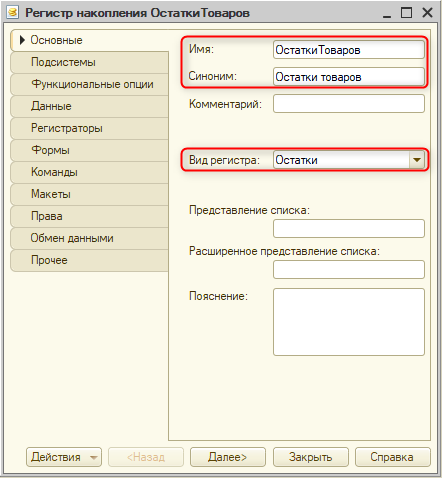 Регистр накопления ОстаткиТоваров
Основные
Подсистемы
Функциональные опции
Данные
Регистраторы
Формы
Команды
Макеты
Права
Обмен данными
Прочее
Имя: ОстаткиТоваров
Синоним: Остатки товаров
Комментарий:
Вид регистра: Остатки
Представление списка:
Расширенное представление списка:
Пояснение:
Действия <Назад Далее> Закрыть Справка